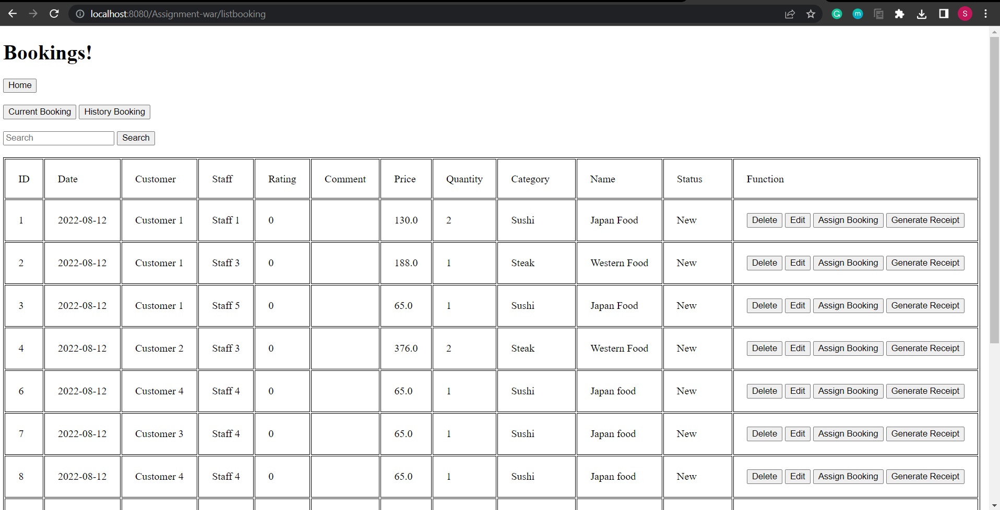 localhost:8080/Assignment-war/listbooking
G m S
Bookings!
Home
Current Booking History Booking
Search Search
ID Date Customer Staff Rating Comment Price Quantity Category Name Status Function
1 2022-08-12 Customer 1 Staff 1 0 130.0 2 Sushi Japan Food New Delete Edit Assign Booking Generate Receipt
2 2022-08-12 Customer 1 Staff 3 0 188.0 1 Steak Western Food New Delete Edit Assign Booking Generate Receipt
3 2022-08-12 Customer 1 Staff 5 0 65.0 1 Sushi Japan Food New Delete Edit Assign Booking Generate Receipt
4 2022-08-12 Customer 2 Staff 3 0 376.0 2 Steak Western Food New Delete Edit Assign Booking Generate Receipt
6 2022-08-12 Customer 4 Staff 4 0 65.0 1 Sushi Japan food New Delete Edit Assign Booking Generate Receipt
7 2022-08-12 Customer 3 Staff 4 0 65.0 1 Sushi Japan food New Delete Edit Assign Booking Generate Receipt
8 2022-08-12 Customer 4 Staff 4 0 65.0 1 Sushi Japan food New Delete Edit Assign Booking Generate Receipt